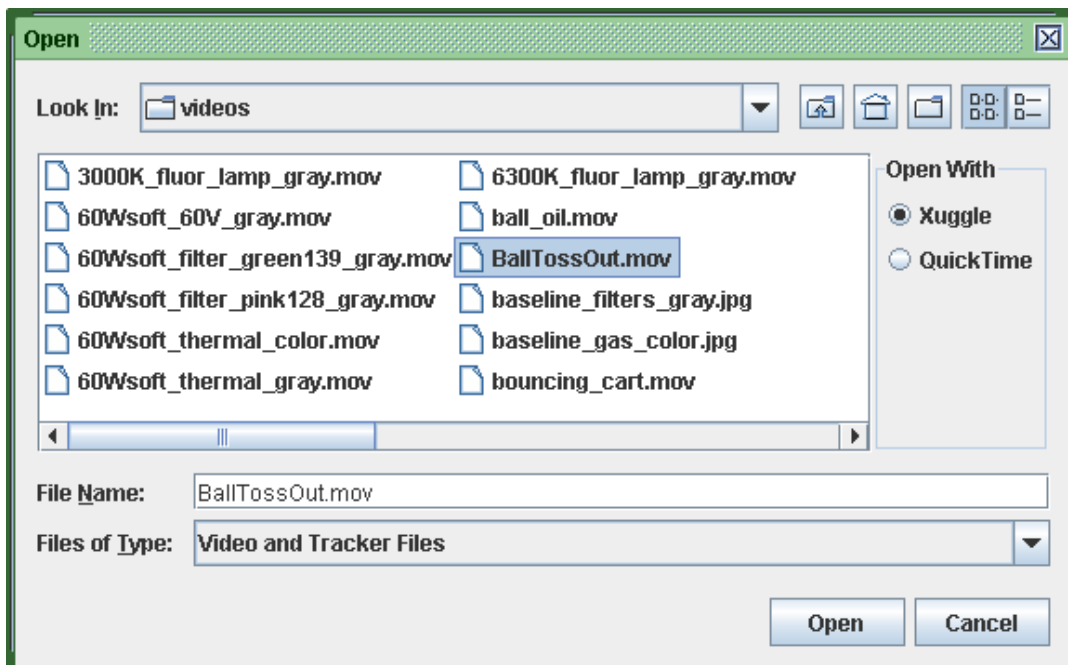 Open
Look In: videos
3000K_fluor_lamp_gray.mov 6300K_fluor_lamp_gray.mov
60Wsoft_60V_gray.mov ball_oil.mov
60Wsoft_filter_green139_gray.mov BallTossOut.mov
60Wsoft_filter_pink128_gray.mov baseline_filters_gray.jpg
60Wsoft_thermal_color.mov baseline_gas_color.jpg
60Wsoft_thermal_gray.mov bouncing_cart.mov
Open With
Xuggle
QuickTime
File Name: BallTossOut.mov
Files of Type: Video and Tracker Files
Open Cancel